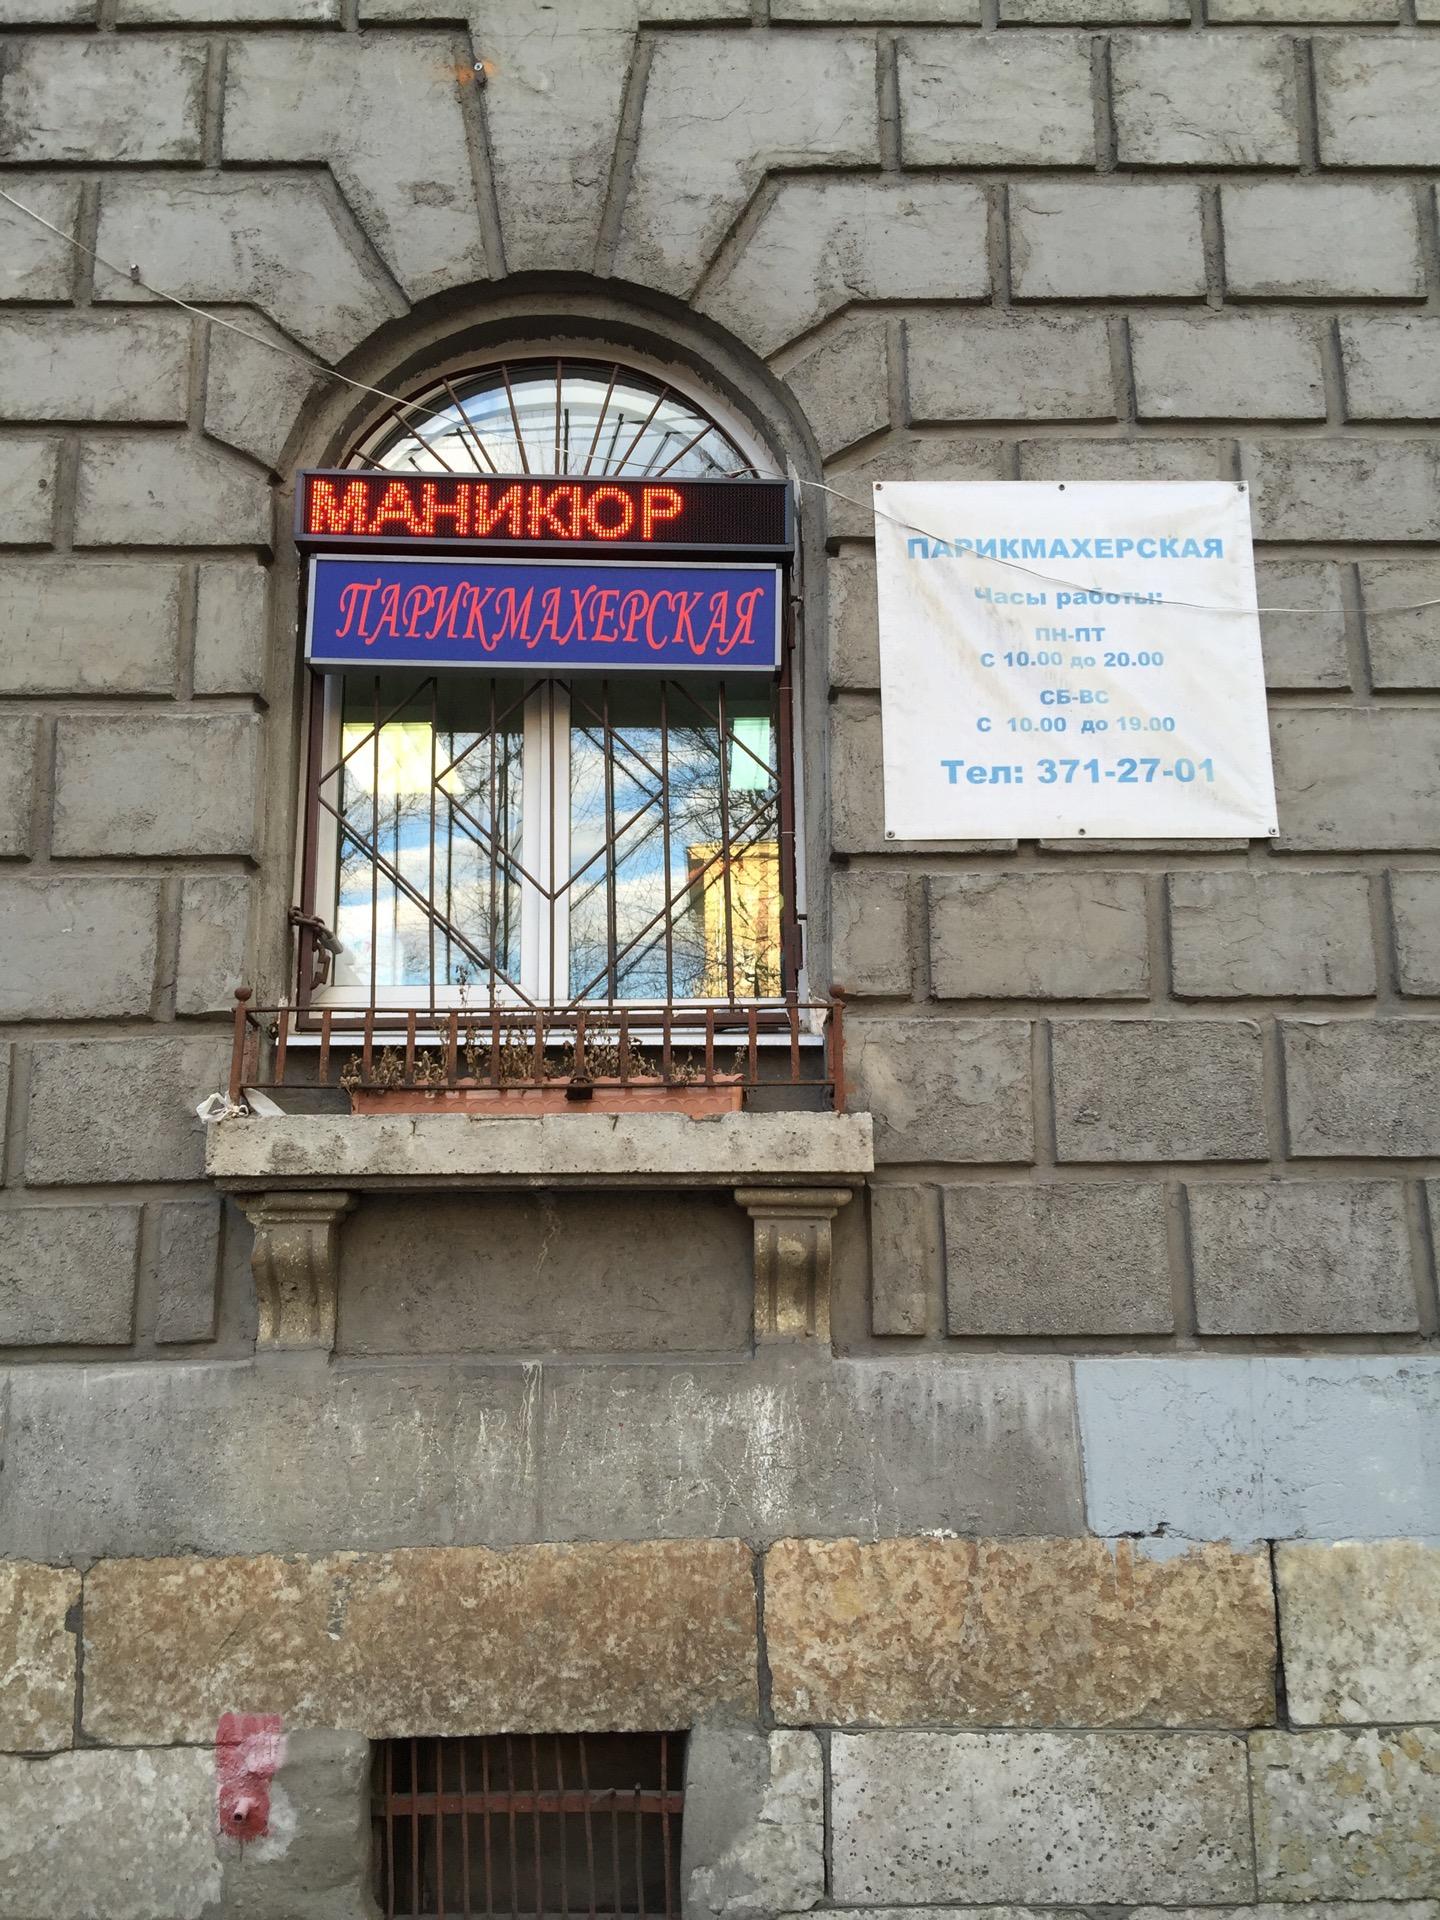 МАНИКЮР
ПАРИКМАХЕРСКАЯ
ПАРИКМАХЕРСКАЯ
Часы работы:
ПН-ПТ
С 10.00 до 20.00
СБ-ВС
С 10.00 до 19.00
Тел: 371-27-01